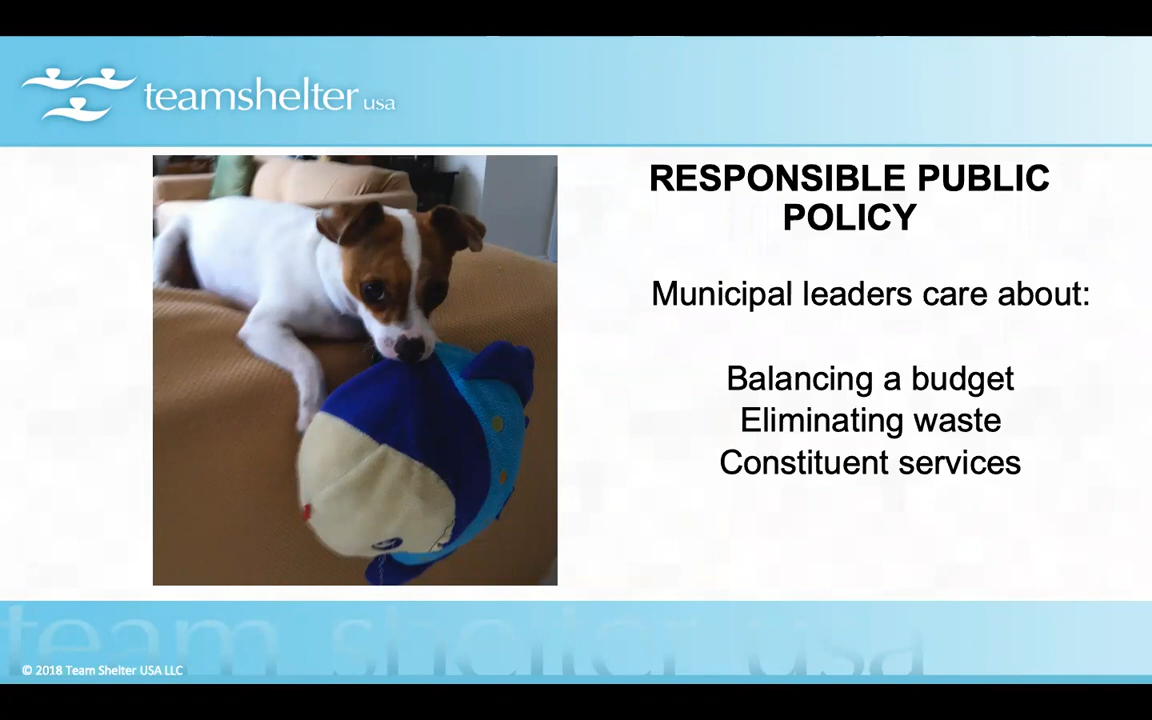 teamshelter usa
RESPONSIBLE PUBLIC
POLICY
Municipal leaders care about:
Balancing a budget
Eliminating waste
Constituent services
team shelter usa
© 2018 Team Shelter USA LLC